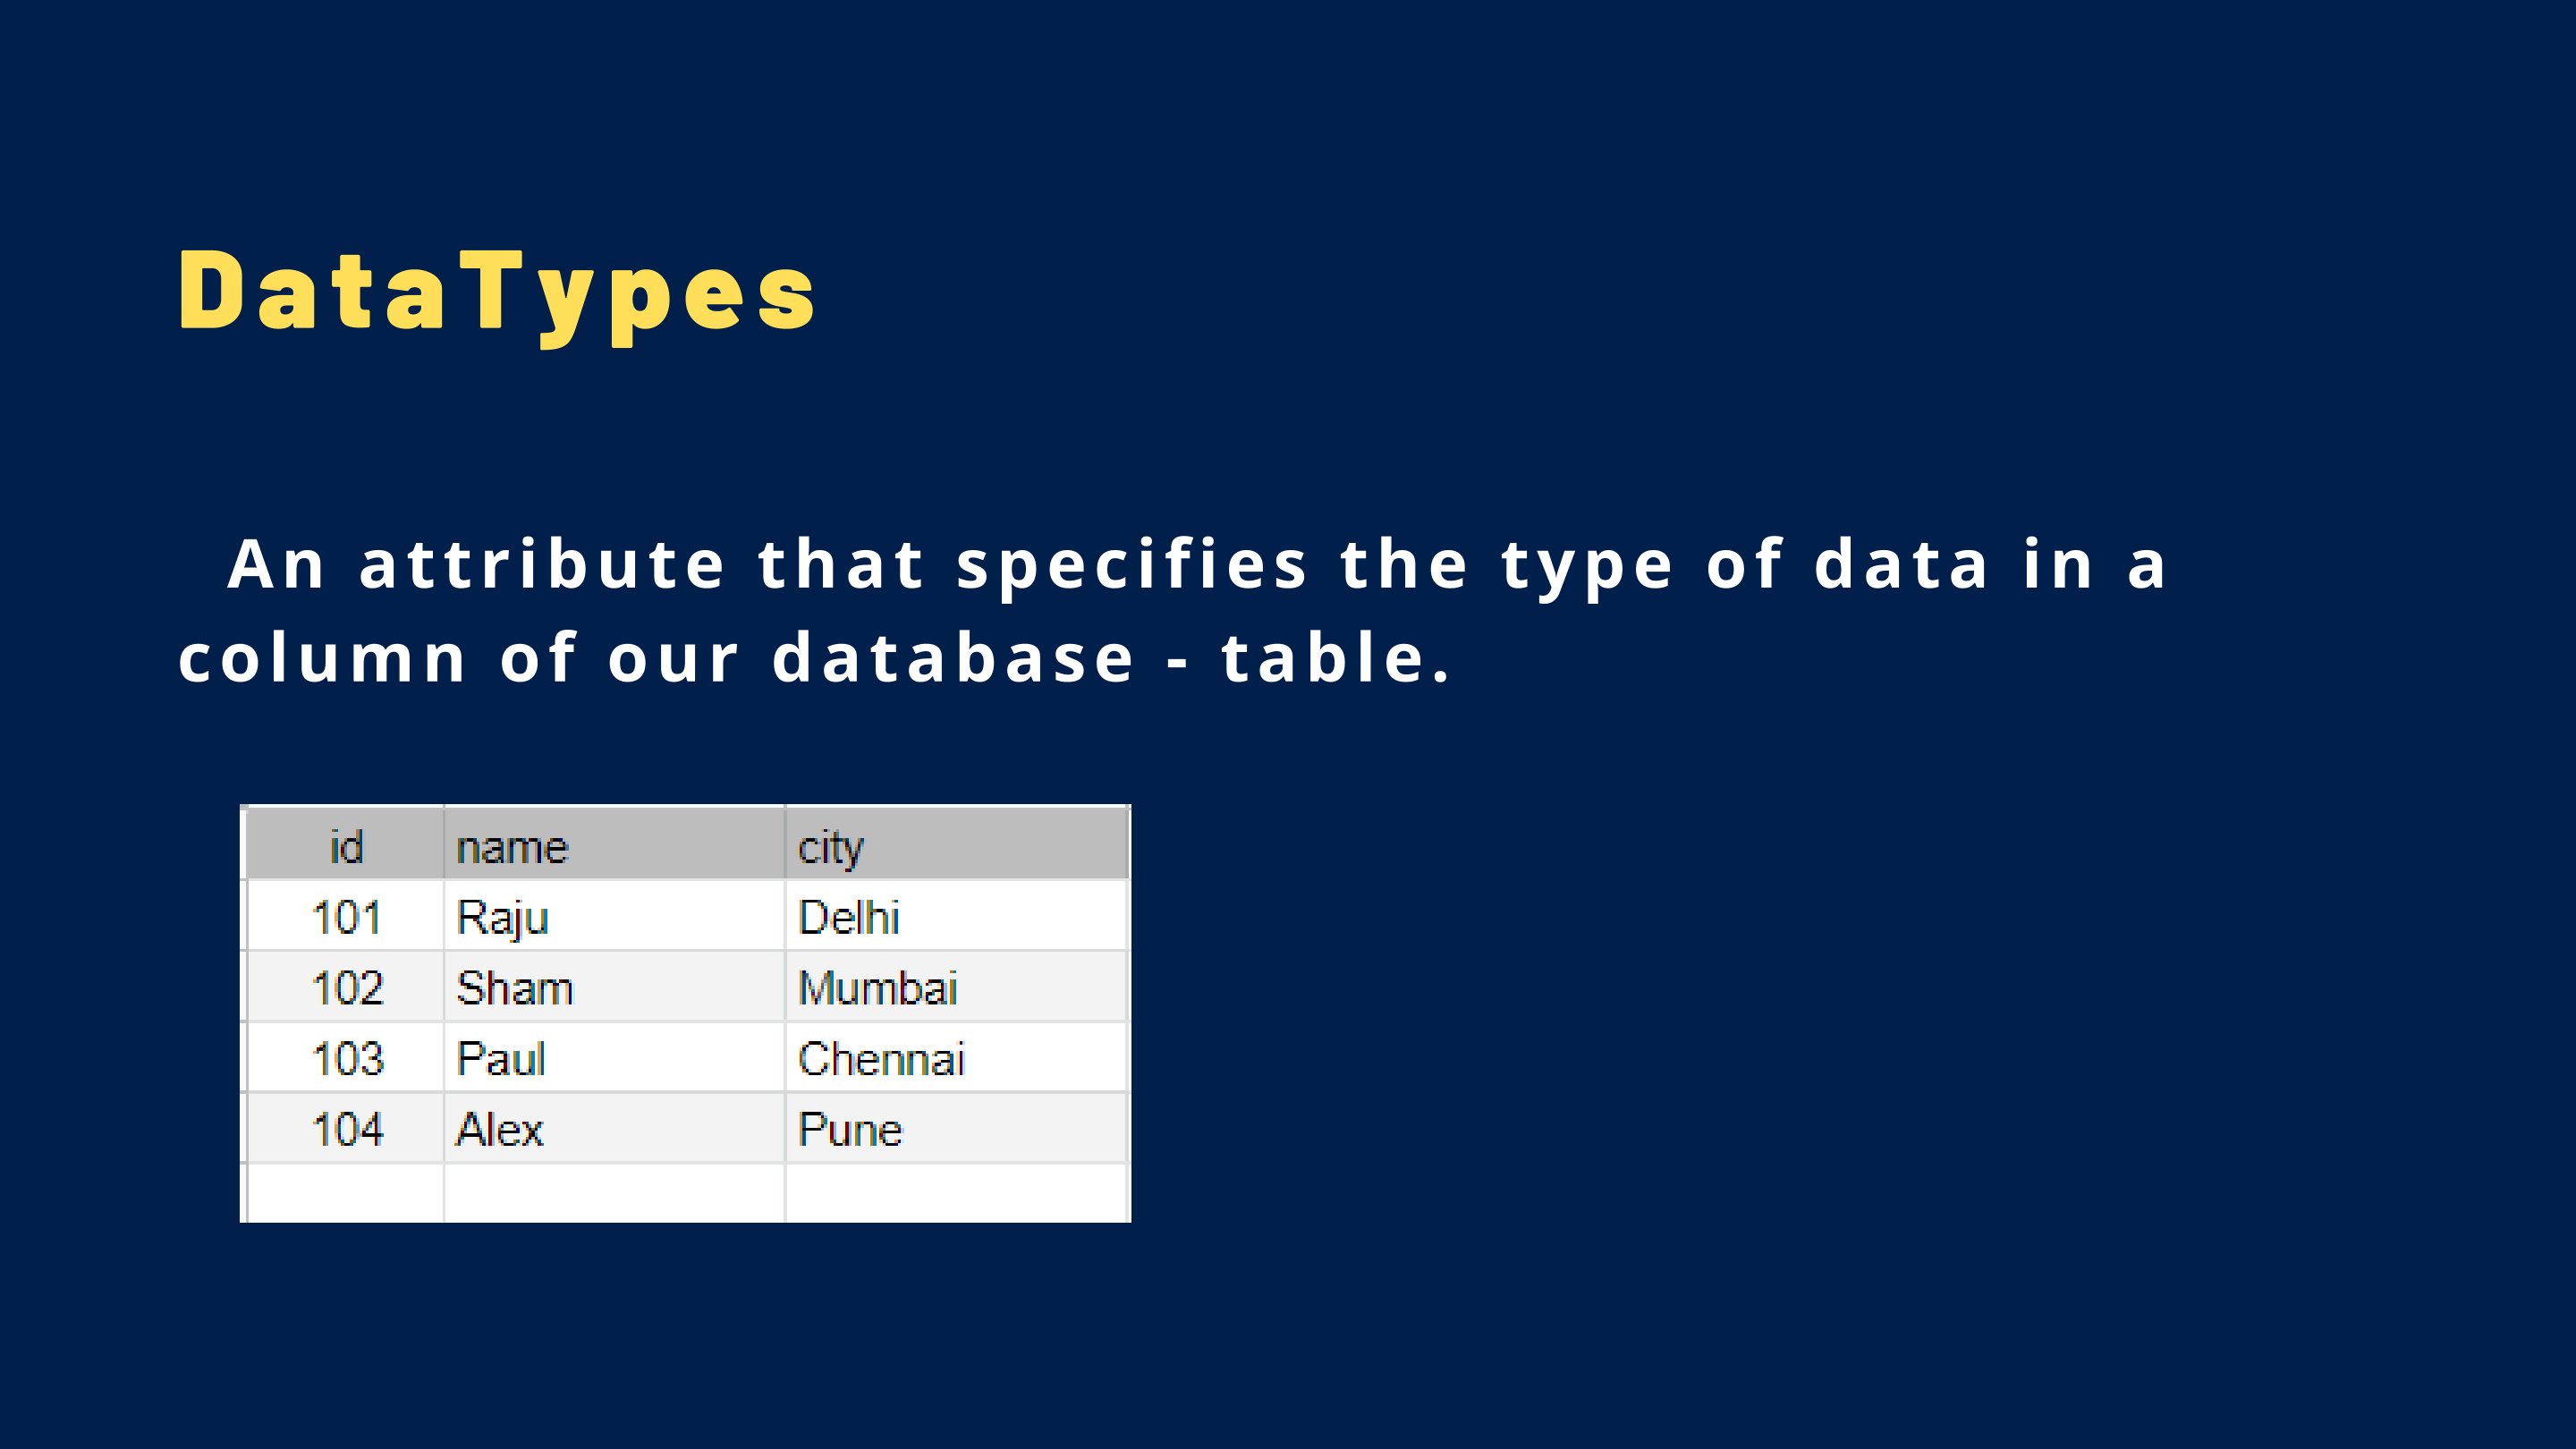 DataTypes
An attribute that specifies the type of data in a
column of our database - table.
id name city
101 Raju Delhi
102 Sham Mumbai
103 Paul Chennai
104 Alex Pune